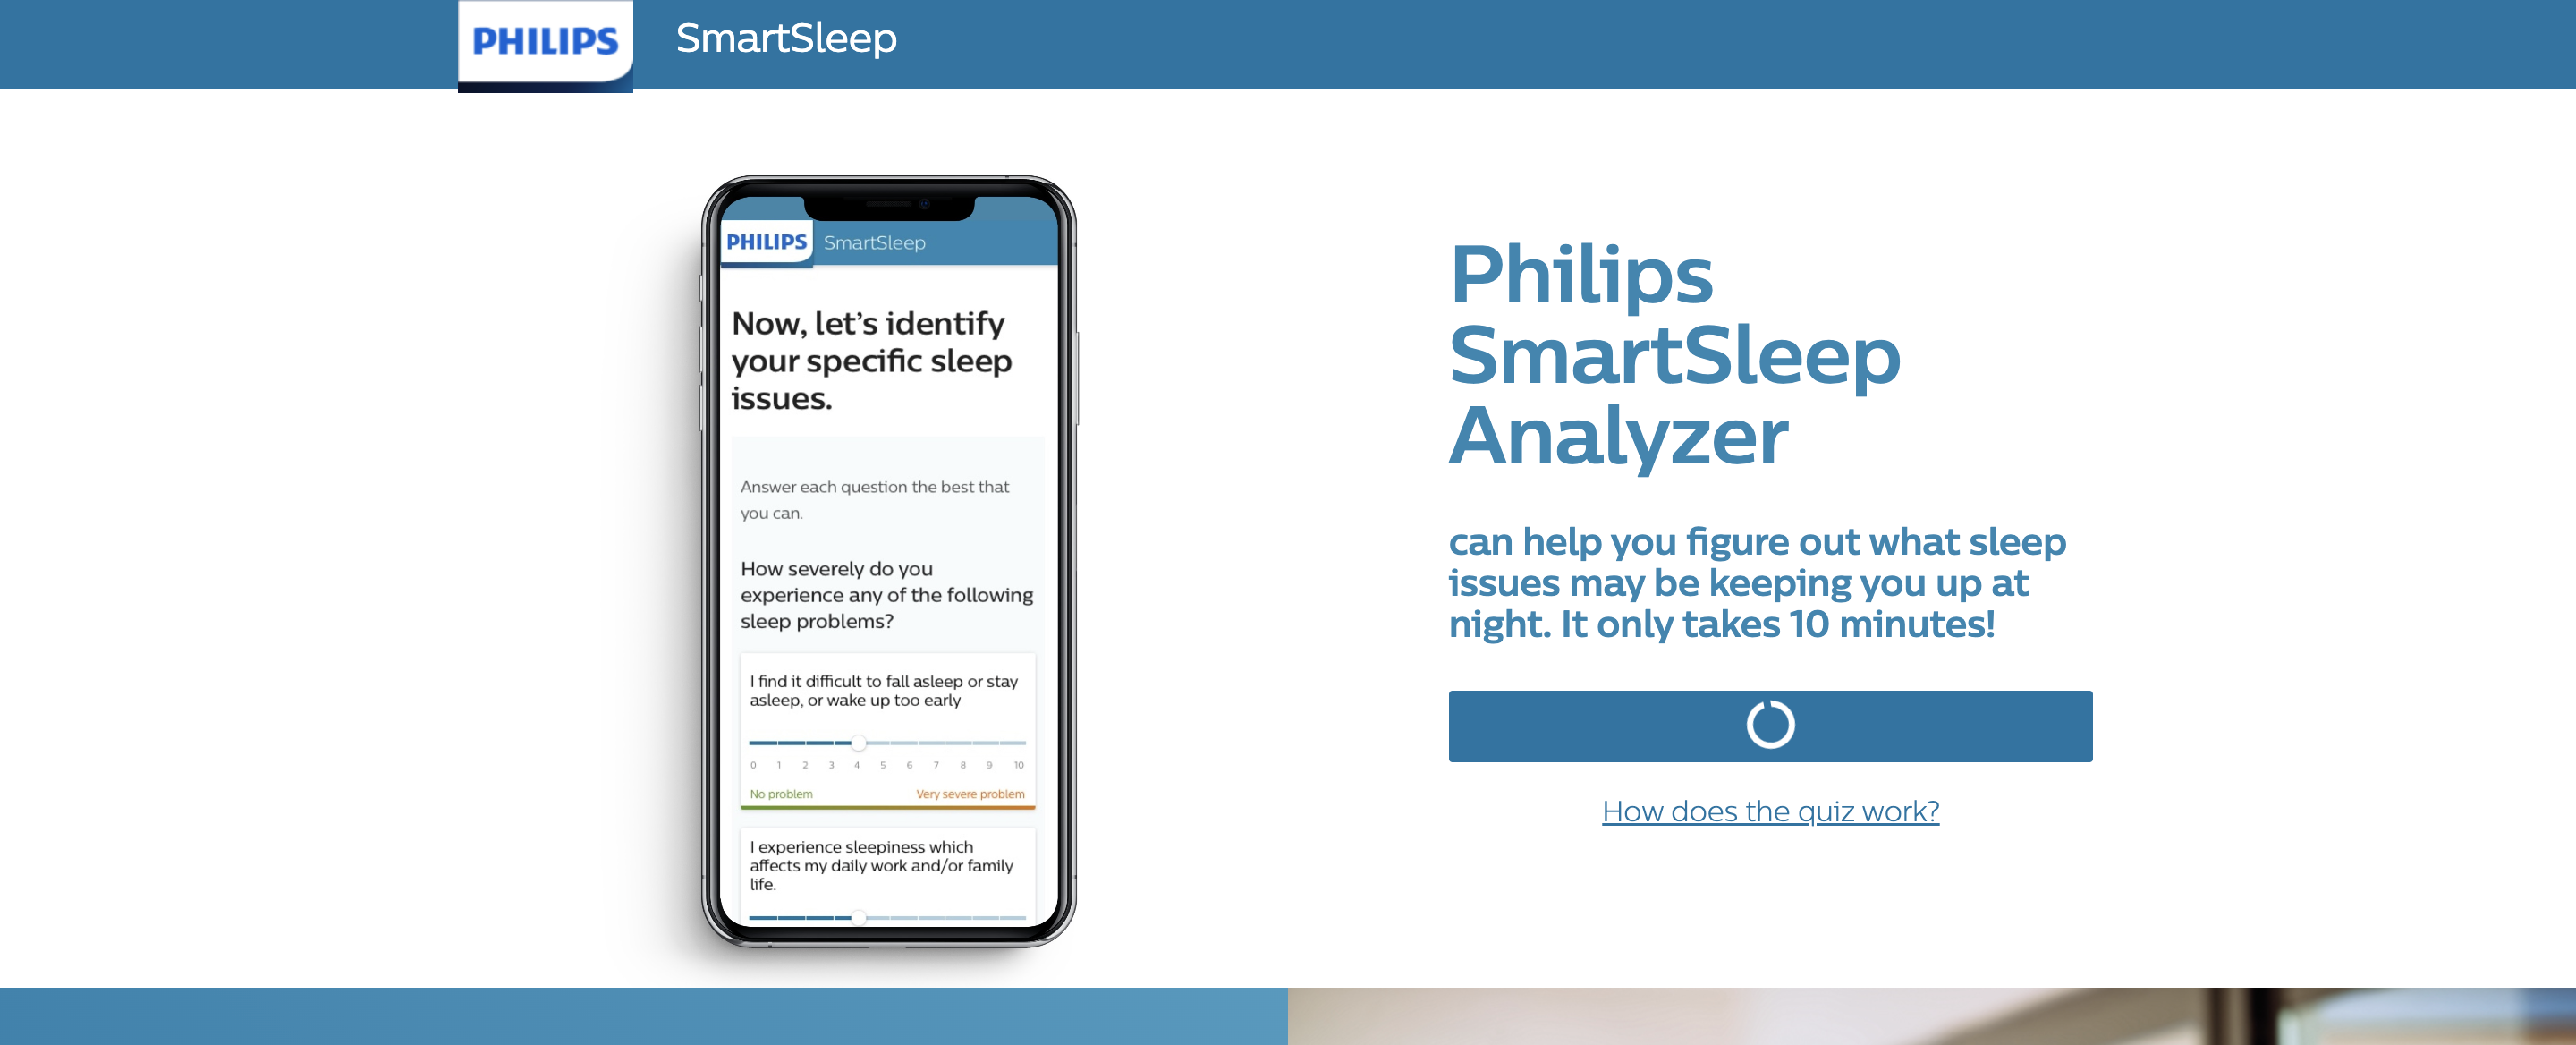 PHILIPS SmartSleep
PHILIPS SmartSleep
Now, let’s identify
your specific sleep
issues.
Answer each question the best that
you can.
How severely do you
experience any of the following
sleep problems?
I find it difficult to fall asleep or stay
asleep, or wake up too early
0 1 2 3 4 5 6 7 8 9 10
No problem Very severe problem
I experience sleepiness which
affects my daily work and/or family
life.
Philips
SmartSleep
Analyzer
can help you figure out what sleep
issues may be keeping you up at
night. It only takes 10 minutes!
How does the quiz work?